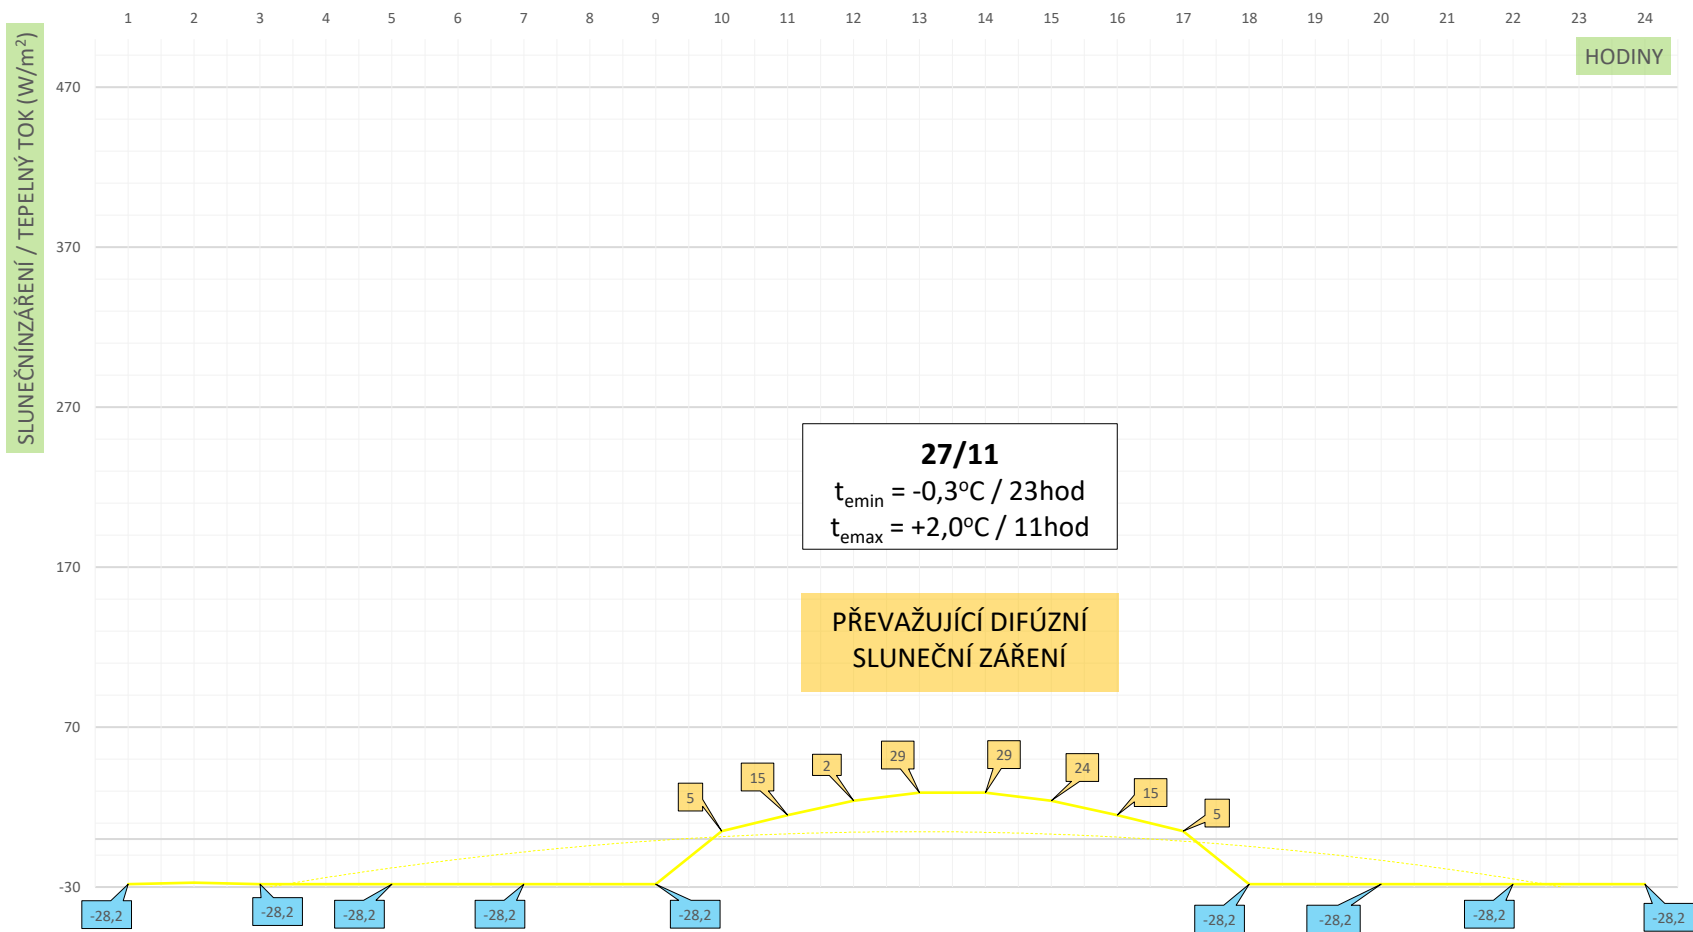 1 2 3 4 5 6 7 8 9 10 11 12 13 14 15 16 17 18 19 20 21 22 23 24
SLUNEČNÍNZÁŘENÍ / TEPELNÝ TOK (W/m²)
HODINY
470
370
270
27/11
temin = -0,3°C / 23hod
temax = +2,0°C / 11hod
170
PŘEVAŽUJÍCÍ DIFÚZNÍ
SLUNEČNÍ ZÁŘENÍ
70
5 15 2 29 29 24 15 5
-30
-28,2 -28,2 -28,2 -28,2 -28,2 -28,2 -28,2 -28,2 -28,2